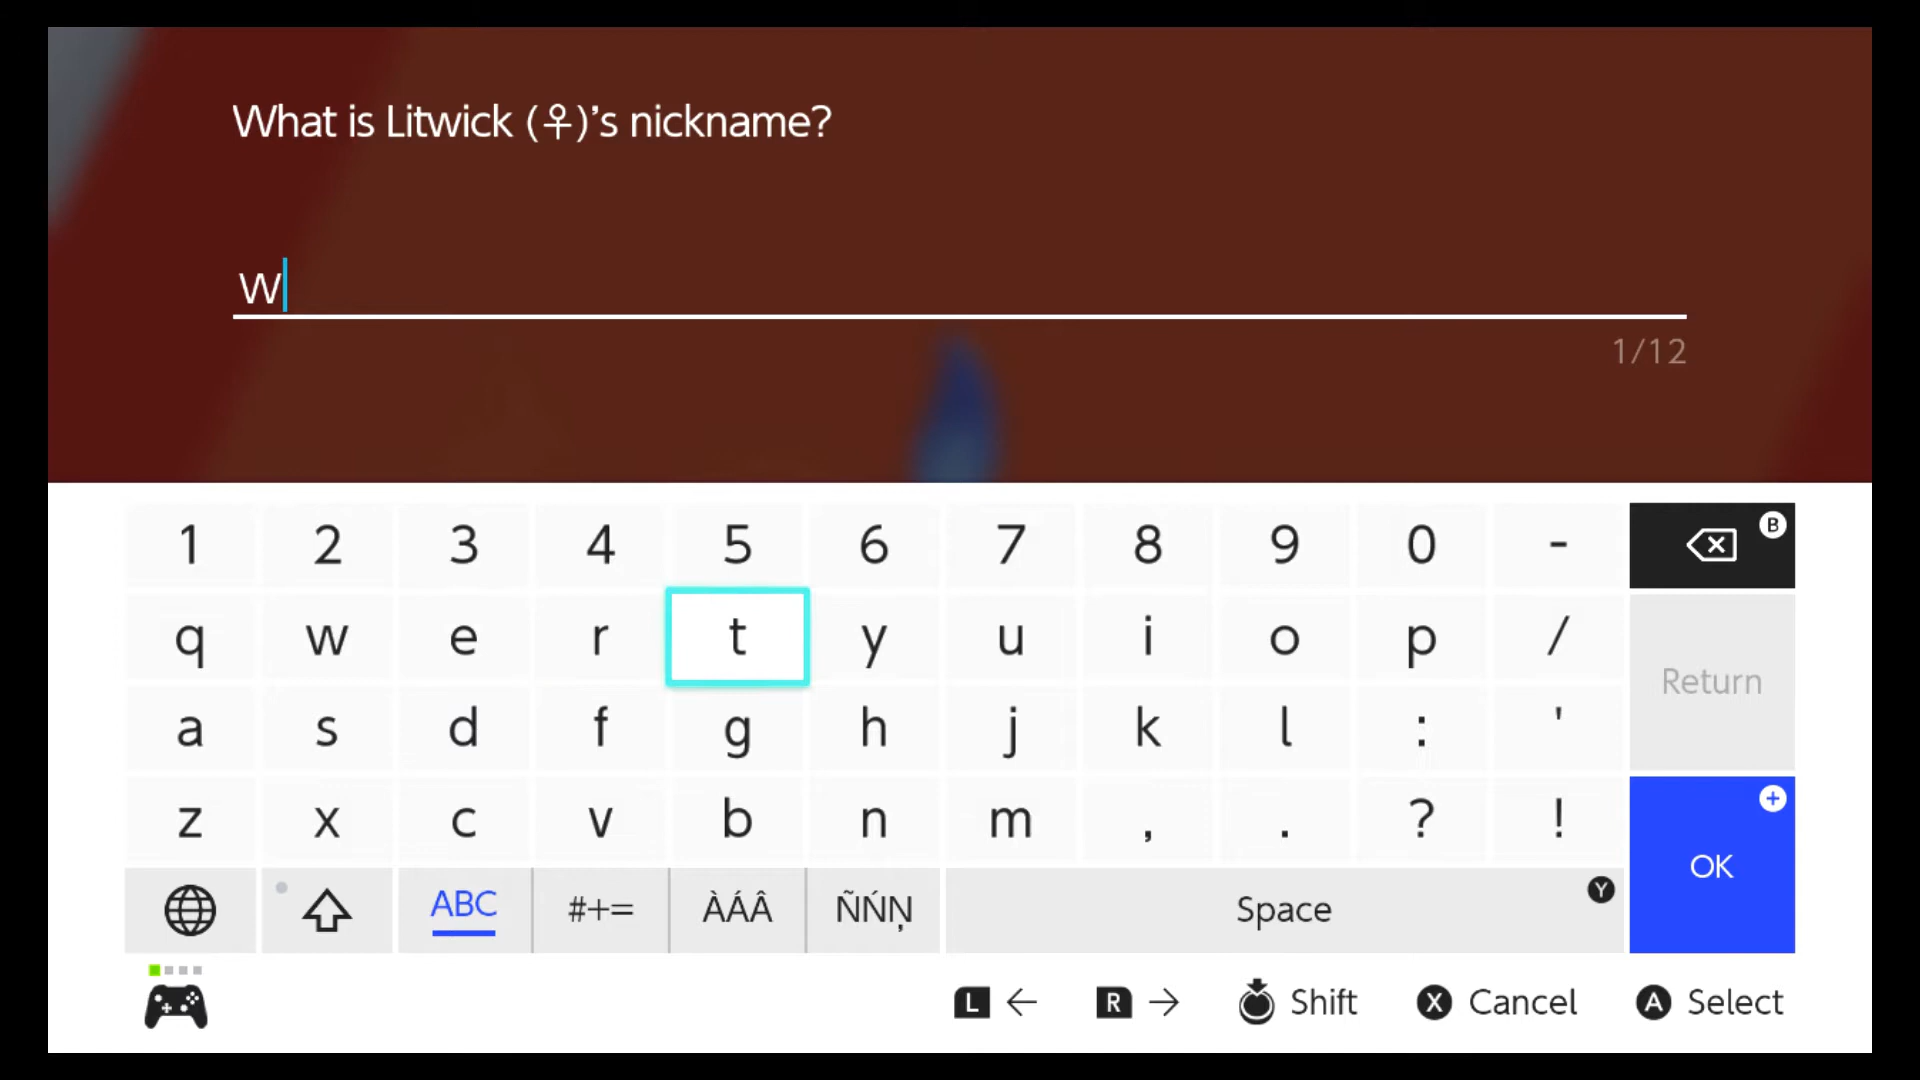 What is Litwick (♀)'s nickname?
W
1/12
1 2 3 4 5 6 7 8 9 0 - B
q w e r t y u i o p /
Return
a s d f g h j k l : '
z x c v b n m , . ? ! +
OK
ABC #+= ÀÁÂ ÑŃŅ Space Y
L ← R → Shift X Cancel A Select